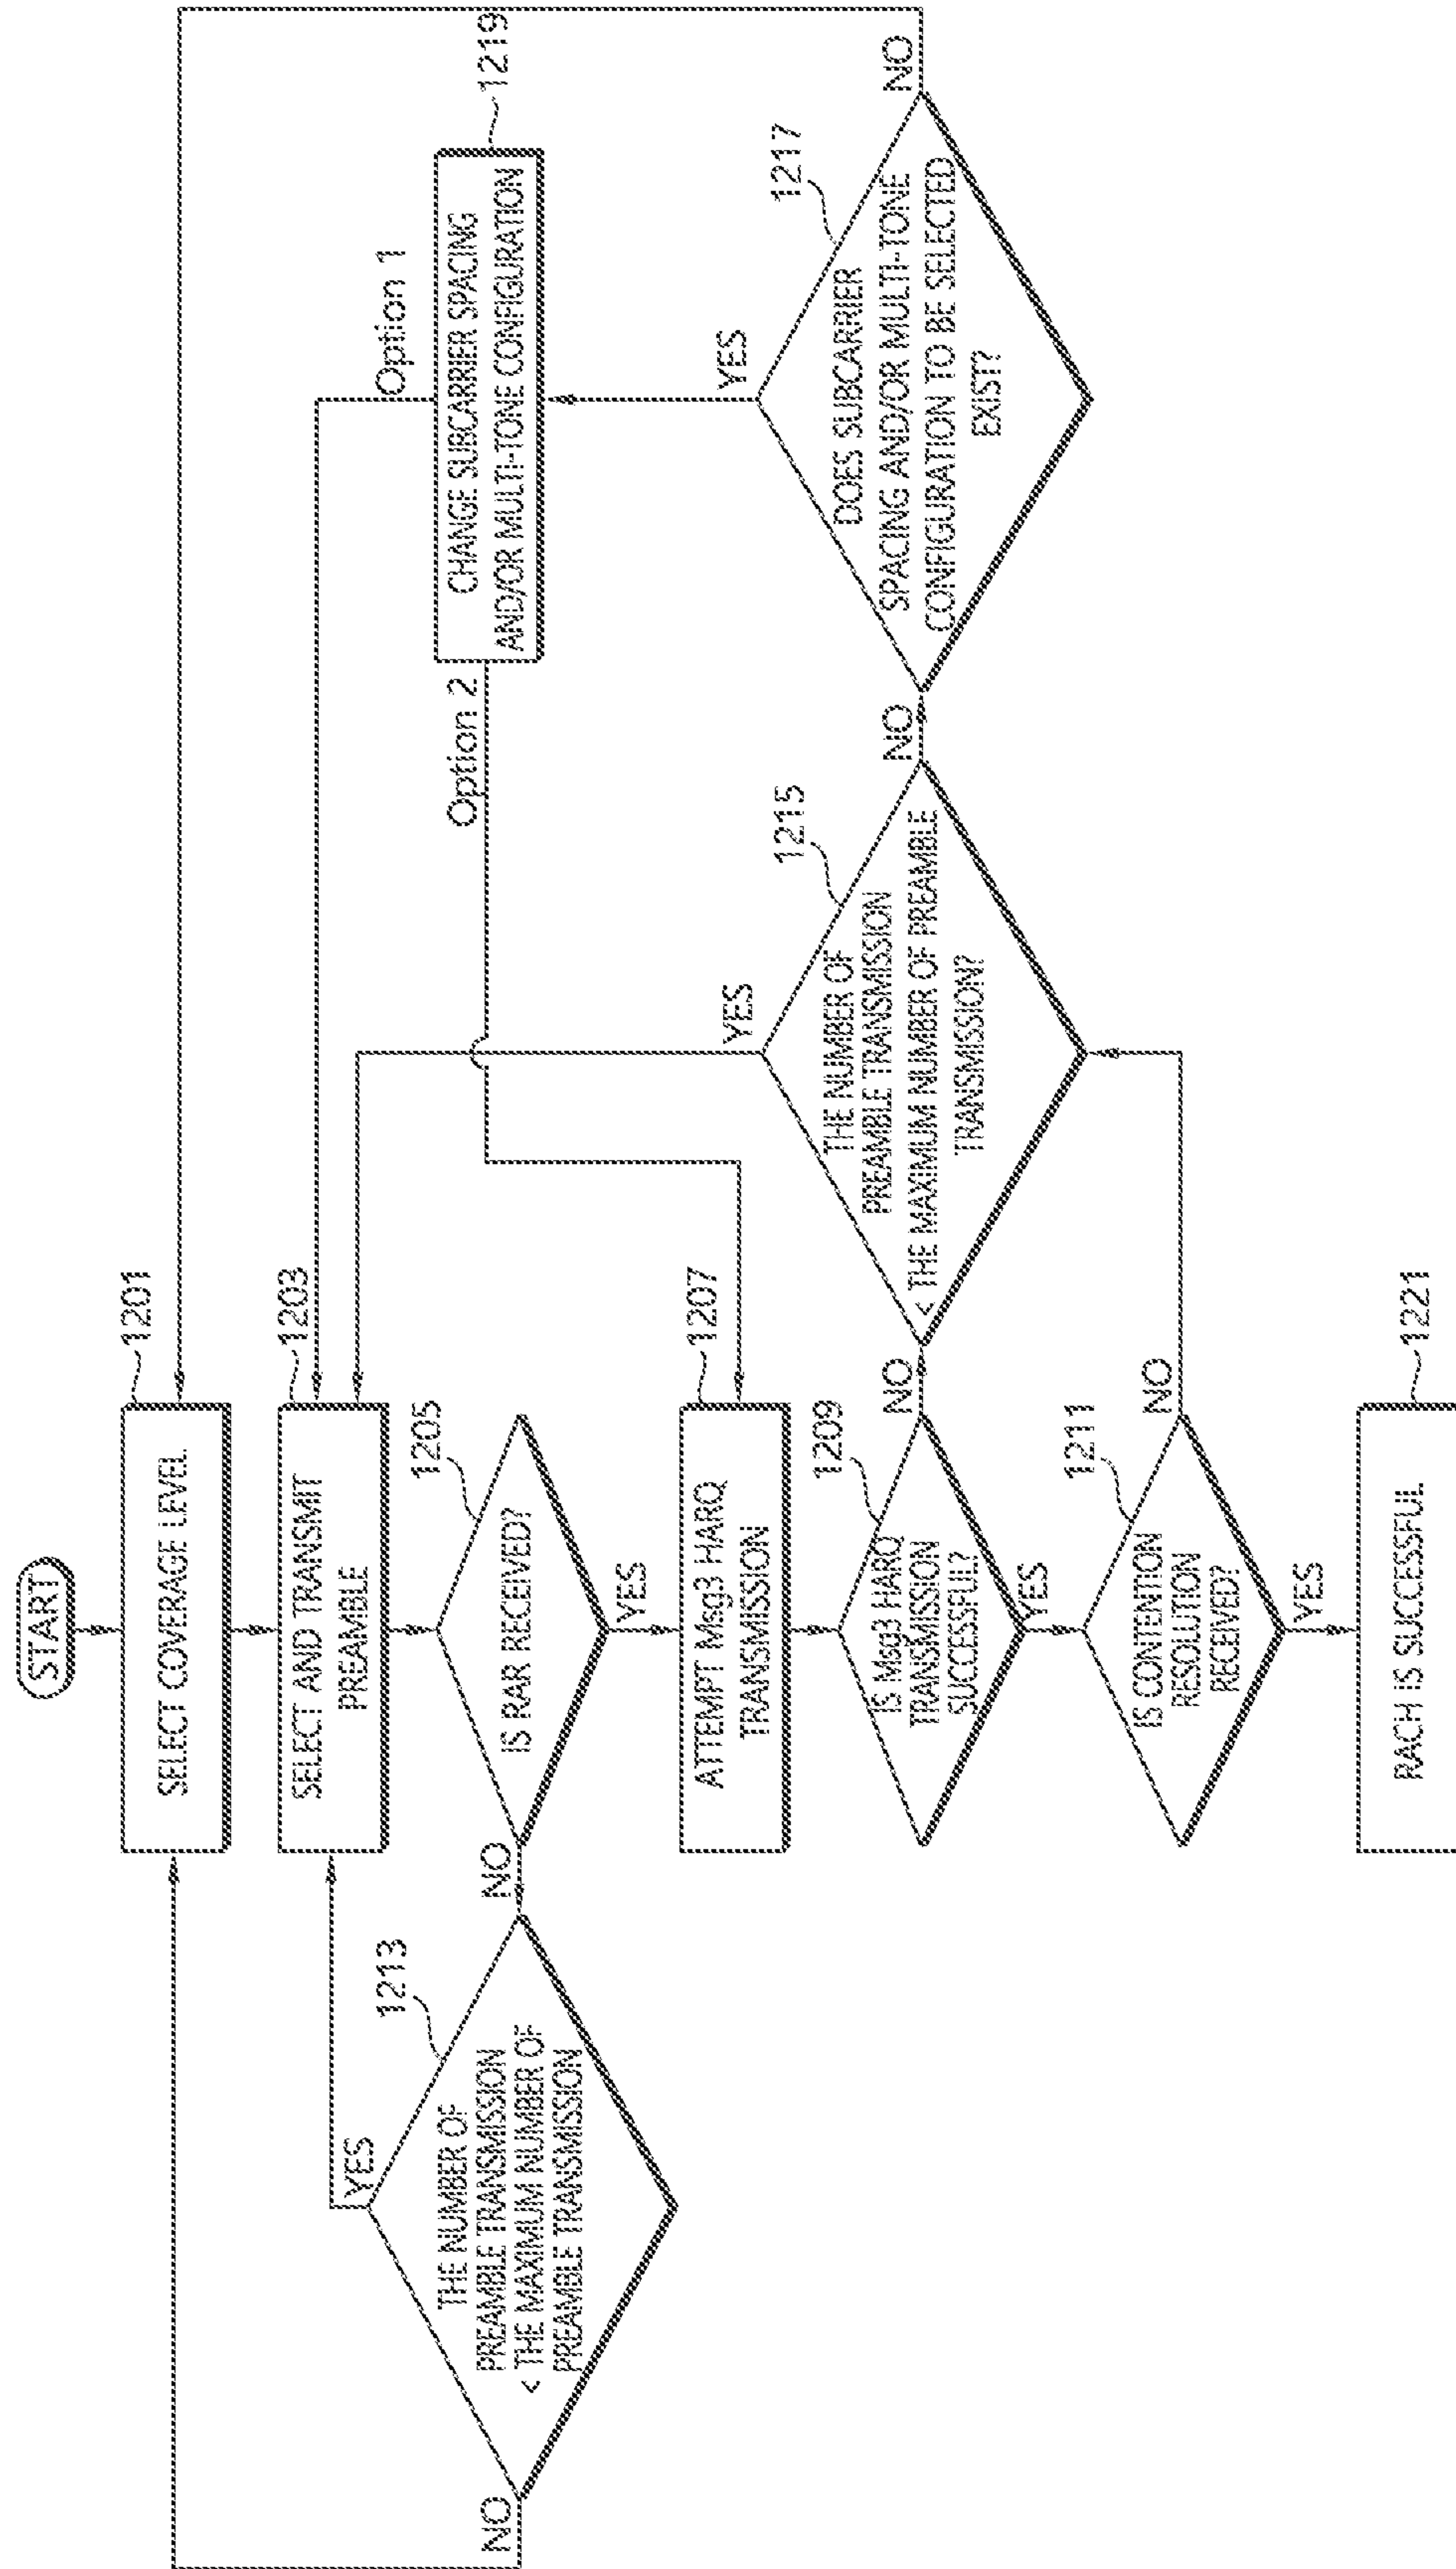 START
1201
SELECT COVERAGE LEVEL
1203
SELECT AND TRANSMIT
PREAMBLE
1205
IS RAR RECEIVED?
NO
YES
1213
THE NUMBER OF
PREAMBLE TRANSMISSION
< THE MAXIMUM NUMBER OF
PREAMBLE TRANSMISSION
YES
NO
1207
ATTEMPT Msg3 HARQ
TRANSMISSION
1209
IS Msg3 HARQ
TRANSMISSION
SUCCESSFUL?
NO
YES
1211
IS CONTENTION
RESOLUTION
RECEIVED?
NO
YES
1221
RACH IS SUCCESSFUL
1215
THE NUMBER OF
PREAMBLE TRANSMISSION
< THE MAXIMUM NUMBER OF PREAMBLE
TRANSMISSION?
YES
NO
1217
DOES SUBCARRIER
SPACING AND/OR MULTI-TONE
CONFIGURATION TO BE SELECTED
EXIST?
YES
NO
1219
CHANGE SUBCARRIER SPACING
AND/OR MULTI-TONE CONFIGURATION
Option 1
Option 2